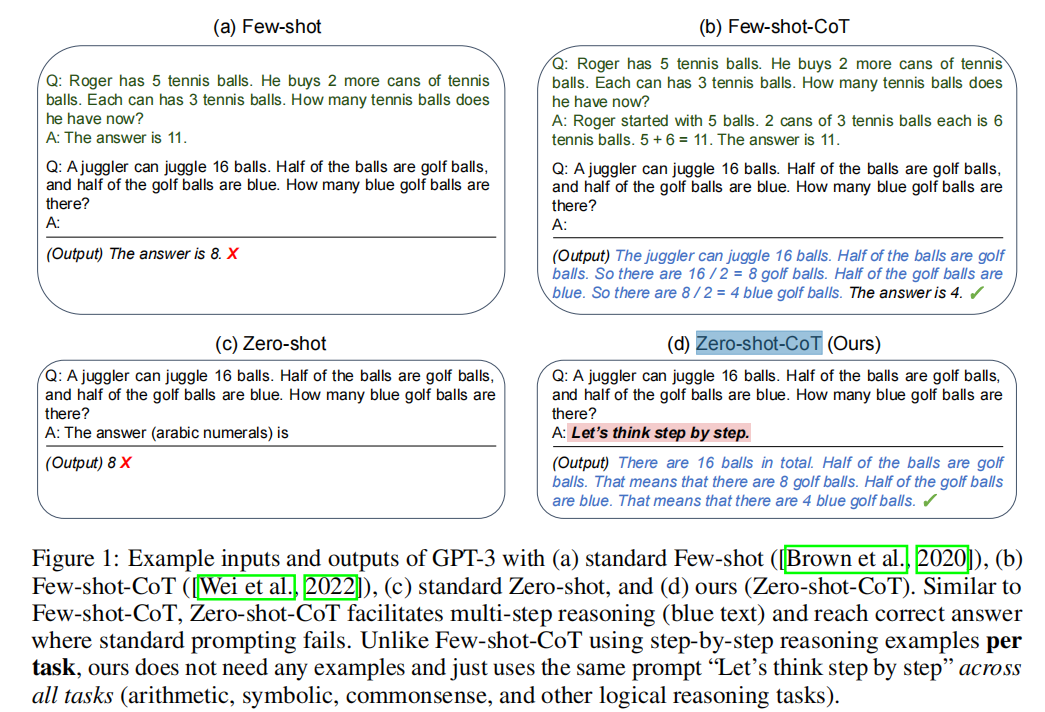 (a) Few-shot
Q: Roger has 5 tennis balls. He buys 2 more cans of tennis
balls. Each can has 3 tennis balls. How many tennis balls does
he have now?
A: The answer is 11.
Q: A juggler can juggle 16 balls. Half of the balls are golf balls,
and half of the golf balls are blue. How many blue golf balls are
there?
A:
(Output) The answer is 8. X
(b) Few-shot-CoT
Q: Roger has 5 tennis balls. He buys 2 more cans of tennis
balls. Each can has 3 tennis balls. How many tennis balls does
he have now?
A: Roger started with 5 balls. 2 cans of 3 tennis balls each is 6
tennis balls. 5 + 6 = 11. The answer is 11.
Q: A juggler can juggle 16 balls. Half of the balls are golf balls,
and half of the golf balls are blue. How many blue golf balls are
there?
A:
(Output) The juggler can juggle 16 balls. Half of the balls are golf
balls. So there are 16 / 2 = 8 golf balls. Half of the golf balls are
blue. So there are 8 / 2 = 4 blue golf balls. The answer is 4. ✓
(c) Zero-shot
Q: A juggler can juggle 16 balls. Half of the balls are golf balls,
and half of the golf balls are blue. How many blue golf balls are
there?
A: The answer (arabic numerals) is
(Output) 8 X
(d) Zero-shot-CoT (Ours)
Q: A juggler can juggle 16 balls. Half of the balls are golf balls,
and half of the golf balls are blue. How many blue golf balls are
there?
A: Let's think step by step.
(Output) There are 16 balls in total. Half of the balls are golf
balls. That means that there are 8 golf balls. Half of the golf balls
are blue. That means that there are 4 blue golf balls. ✓
Figure 1: Example inputs and outputs of GPT-3 with (a) standard Few-shot ([Brown et al., 2020]), (b)
Few-shot-CoT ([Wei et al., 2022]), (c) standard Zero-shot, and (d) ours (Zero-shot-CoT). Similar to
Few-shot-CoT, Zero-shot-CoT facilitates multi-step reasoning (blue text) and reach correct answer
where standard prompting fails. Unlike Few-shot-CoT using step-by-step reasoning examples per
task, ours does not need any examples and just uses the same prompt “Let's think step by step” across
all tasks (arithmetic, symbolic, commonsense, and other logical reasoning tasks).